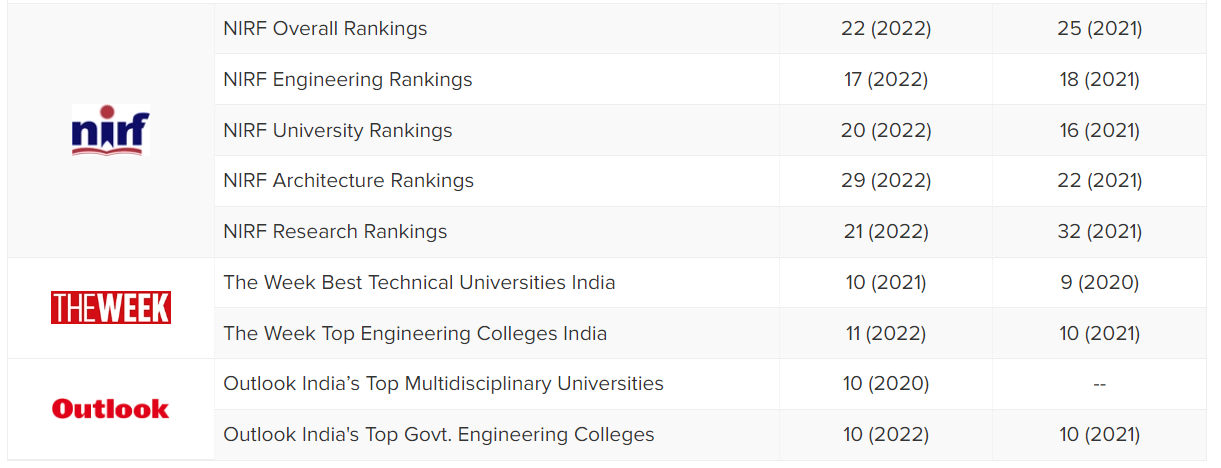 NIRF Overall Rankings 22 (2022) 25 (2021)
NIRF Engineering Rankings 17 (2022) 18 (2021)
nirf NIRF University Rankings 20 (2022) 16 (2021)
NIRF Architecture Rankings 29 (2022) 22 (2021)
NIRF Research Rankings 21 (2022) 32 (2021)
THE WEEK The Week Best Technical Universities India 10 (2021) 9 (2020)
The Week Top Engineering Colleges India 11 (2022) 10 (2021)
Outlook Outlook India’s Top Multidisciplinary Universities 10 (2020) --
Outlook India's Top Govt. Engineering Colleges 10 (2022) 10 (2021)